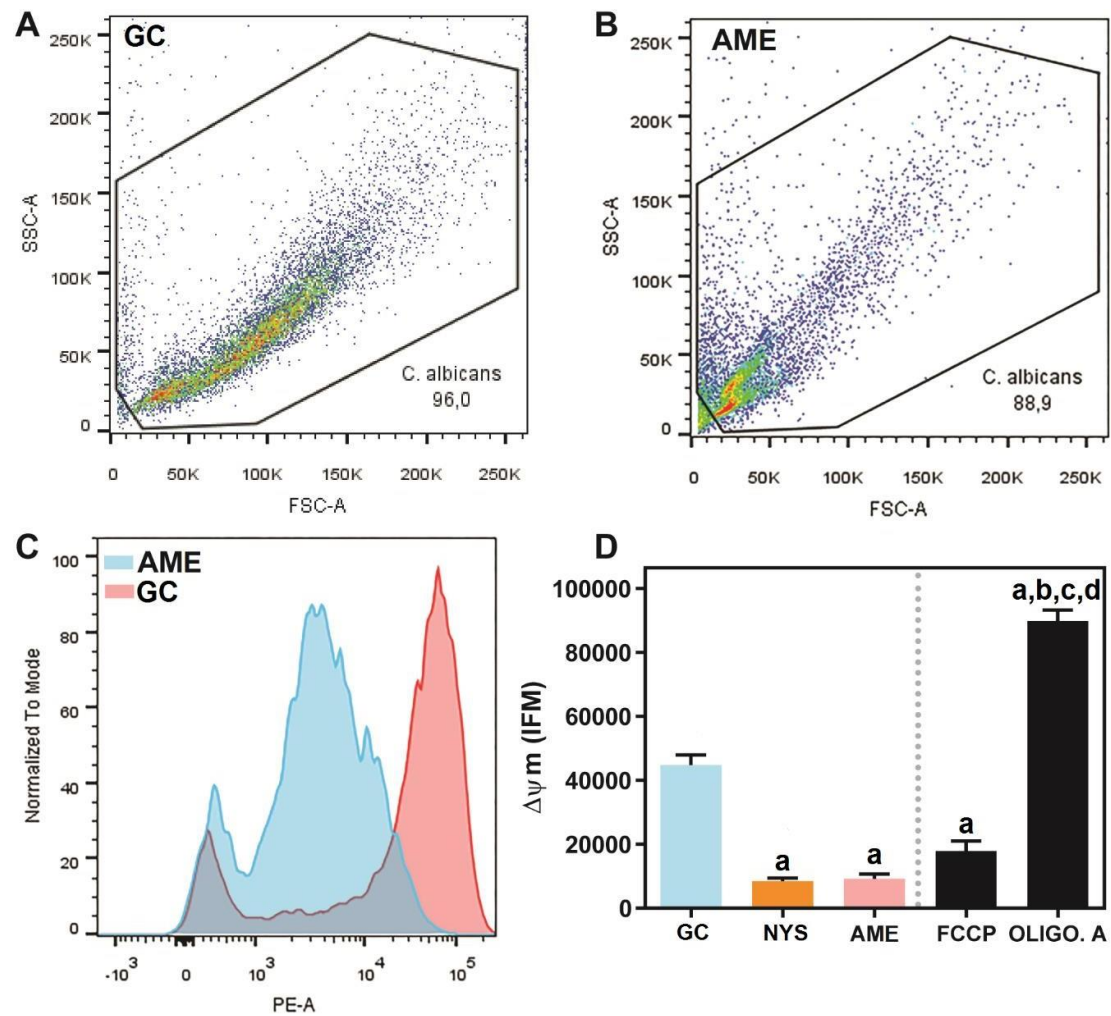 A
GC
250K
200K
150K
100K
50K
0
SSC-A
C. albicans
96,0
0 50K 100K 150K 200K 250K
FSC-A
B
AME
250K
200K
150K
100K
50K
0
SSC-A
C. albicans
88,9
0 50K 100K 150K 200K 250K
FSC-A
C
AME
GC
100
80
60
40
20
0
Normalized To Mode
-10³ 0 10³ 10⁴ 10⁵
PE-A
D
100000
80000
60000
40000
20000
0
Δψm (IFM)
a
a
a
a,b,c,d
GC NYS AME FCCP OLIGO. A